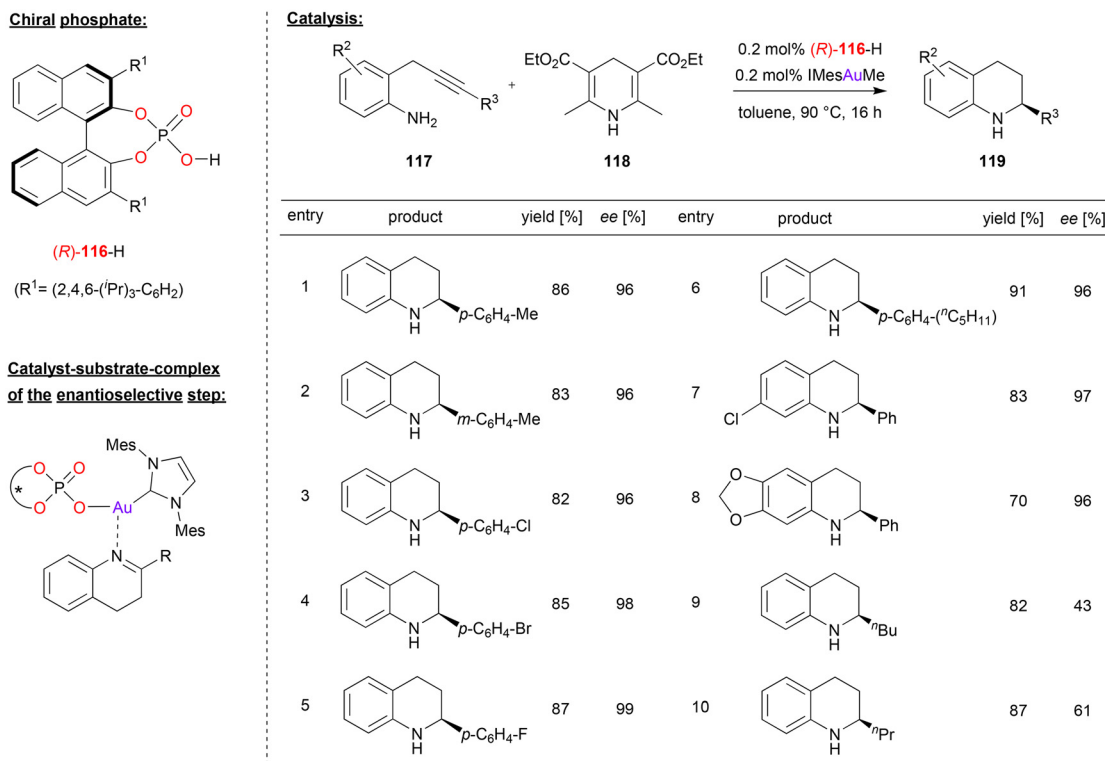 Chiral phosphate:
R¹
O
O
P
O
O–H
R¹
(R)-116-H
(R¹= (2,4,6-(ⁱPr)₃-C₆H₂)
Catalyst-substrate-complex
of the enantioselective step:
Mes
N
O
O
P
*
O
O
Au
N
Mes
N
R
Catalysis:
R²
R³
NH₂
117
+
EtO₂C
CO₂Et
N
H
118
0.2 mol% (R)-116-H
0.2 mol% IMesAuMe
toluene, 90 °C, 16 h
R²
N
H
R³
119
entry product yield [%] ee [%] entry product yield [%] ee [%]
1 N H p-C₆H₄-Me 86 96 6 N H p-C₆H₄-(ⁿC₅H₁₁) 91 96
2 N H m-C₆H₄-Me 83 96 7 Cl N H Ph 83 97
3 N H p-C₆H₄-Cl 82 96 8 O O N H Ph 70 96
4 N H p-C₆H₄-Br 85 98 9 N H ⁿBu 82 43
5 N H p-C₆H₄-F 87 99 10 N H ⁿPr 87 61